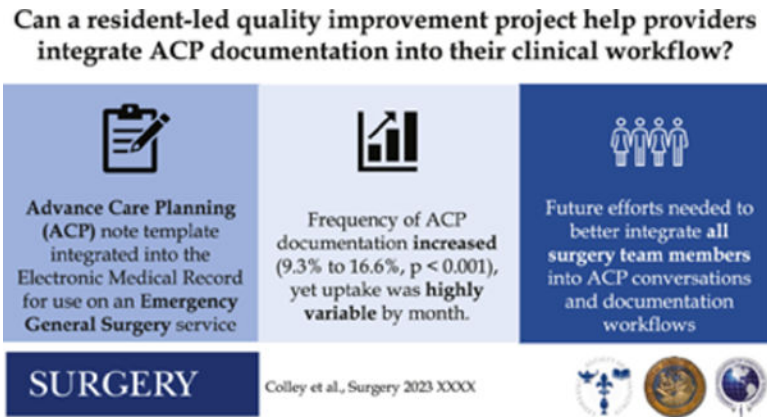 Can a resident-led quality improvement project help providers
integrate ACP documentation into their clinical workflow?
Advance Care Planning
(ACP) note template
integrated into the
Electronic Medical Record
for use on an Emergency
General Surgery service
Frequency of ACP
documentation increased
(9.3% to 16.6%, p < 0.001),
yet uptake was highly
variable by month.
Future efforts needed to
better integrate all
surgery team members
into ACP conversations
and documentation
workflows
SURGERY
Colley et al., Surgery 2023 XXXX